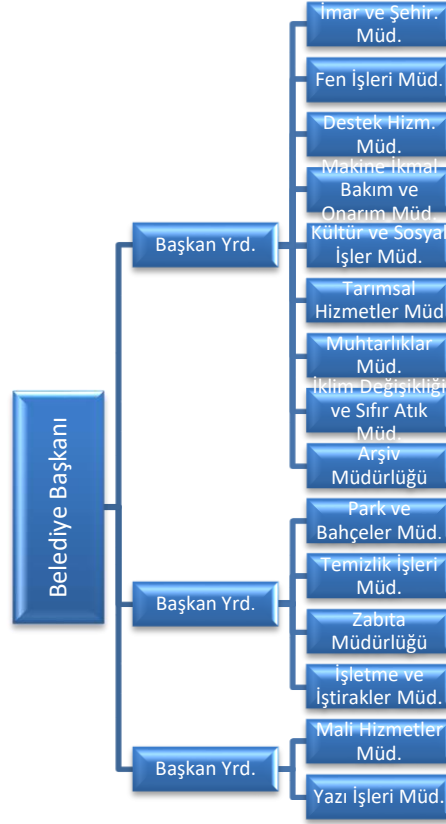 Belediye Başkanı
Başkan Yrd.
İmar ve Şehir.
Müd.
Fen İşleri Müd.
Destek Hizm.
Müd.
Makine İkmal
Bakım ve
Onarım Müd.
Kültür ve Sosyal
İşler Müd.
Tarımsal
Hizmetler Müd
Muhtarlıklar
Müd.
İklim Değişikliği
ve Sıfır Atık
Müd.
Arşiv
Müdürlüğü
Başkan Yrd.
Park ve
Bahçeler Müd.
Temizlik İşleri
Müd.
Zabıta
Müdürlüğü
İşletme ve
İştirakler Müd.
Başkan Yrd.
Mali Hizmetler
Müd.
Yazı İşleri Müd.